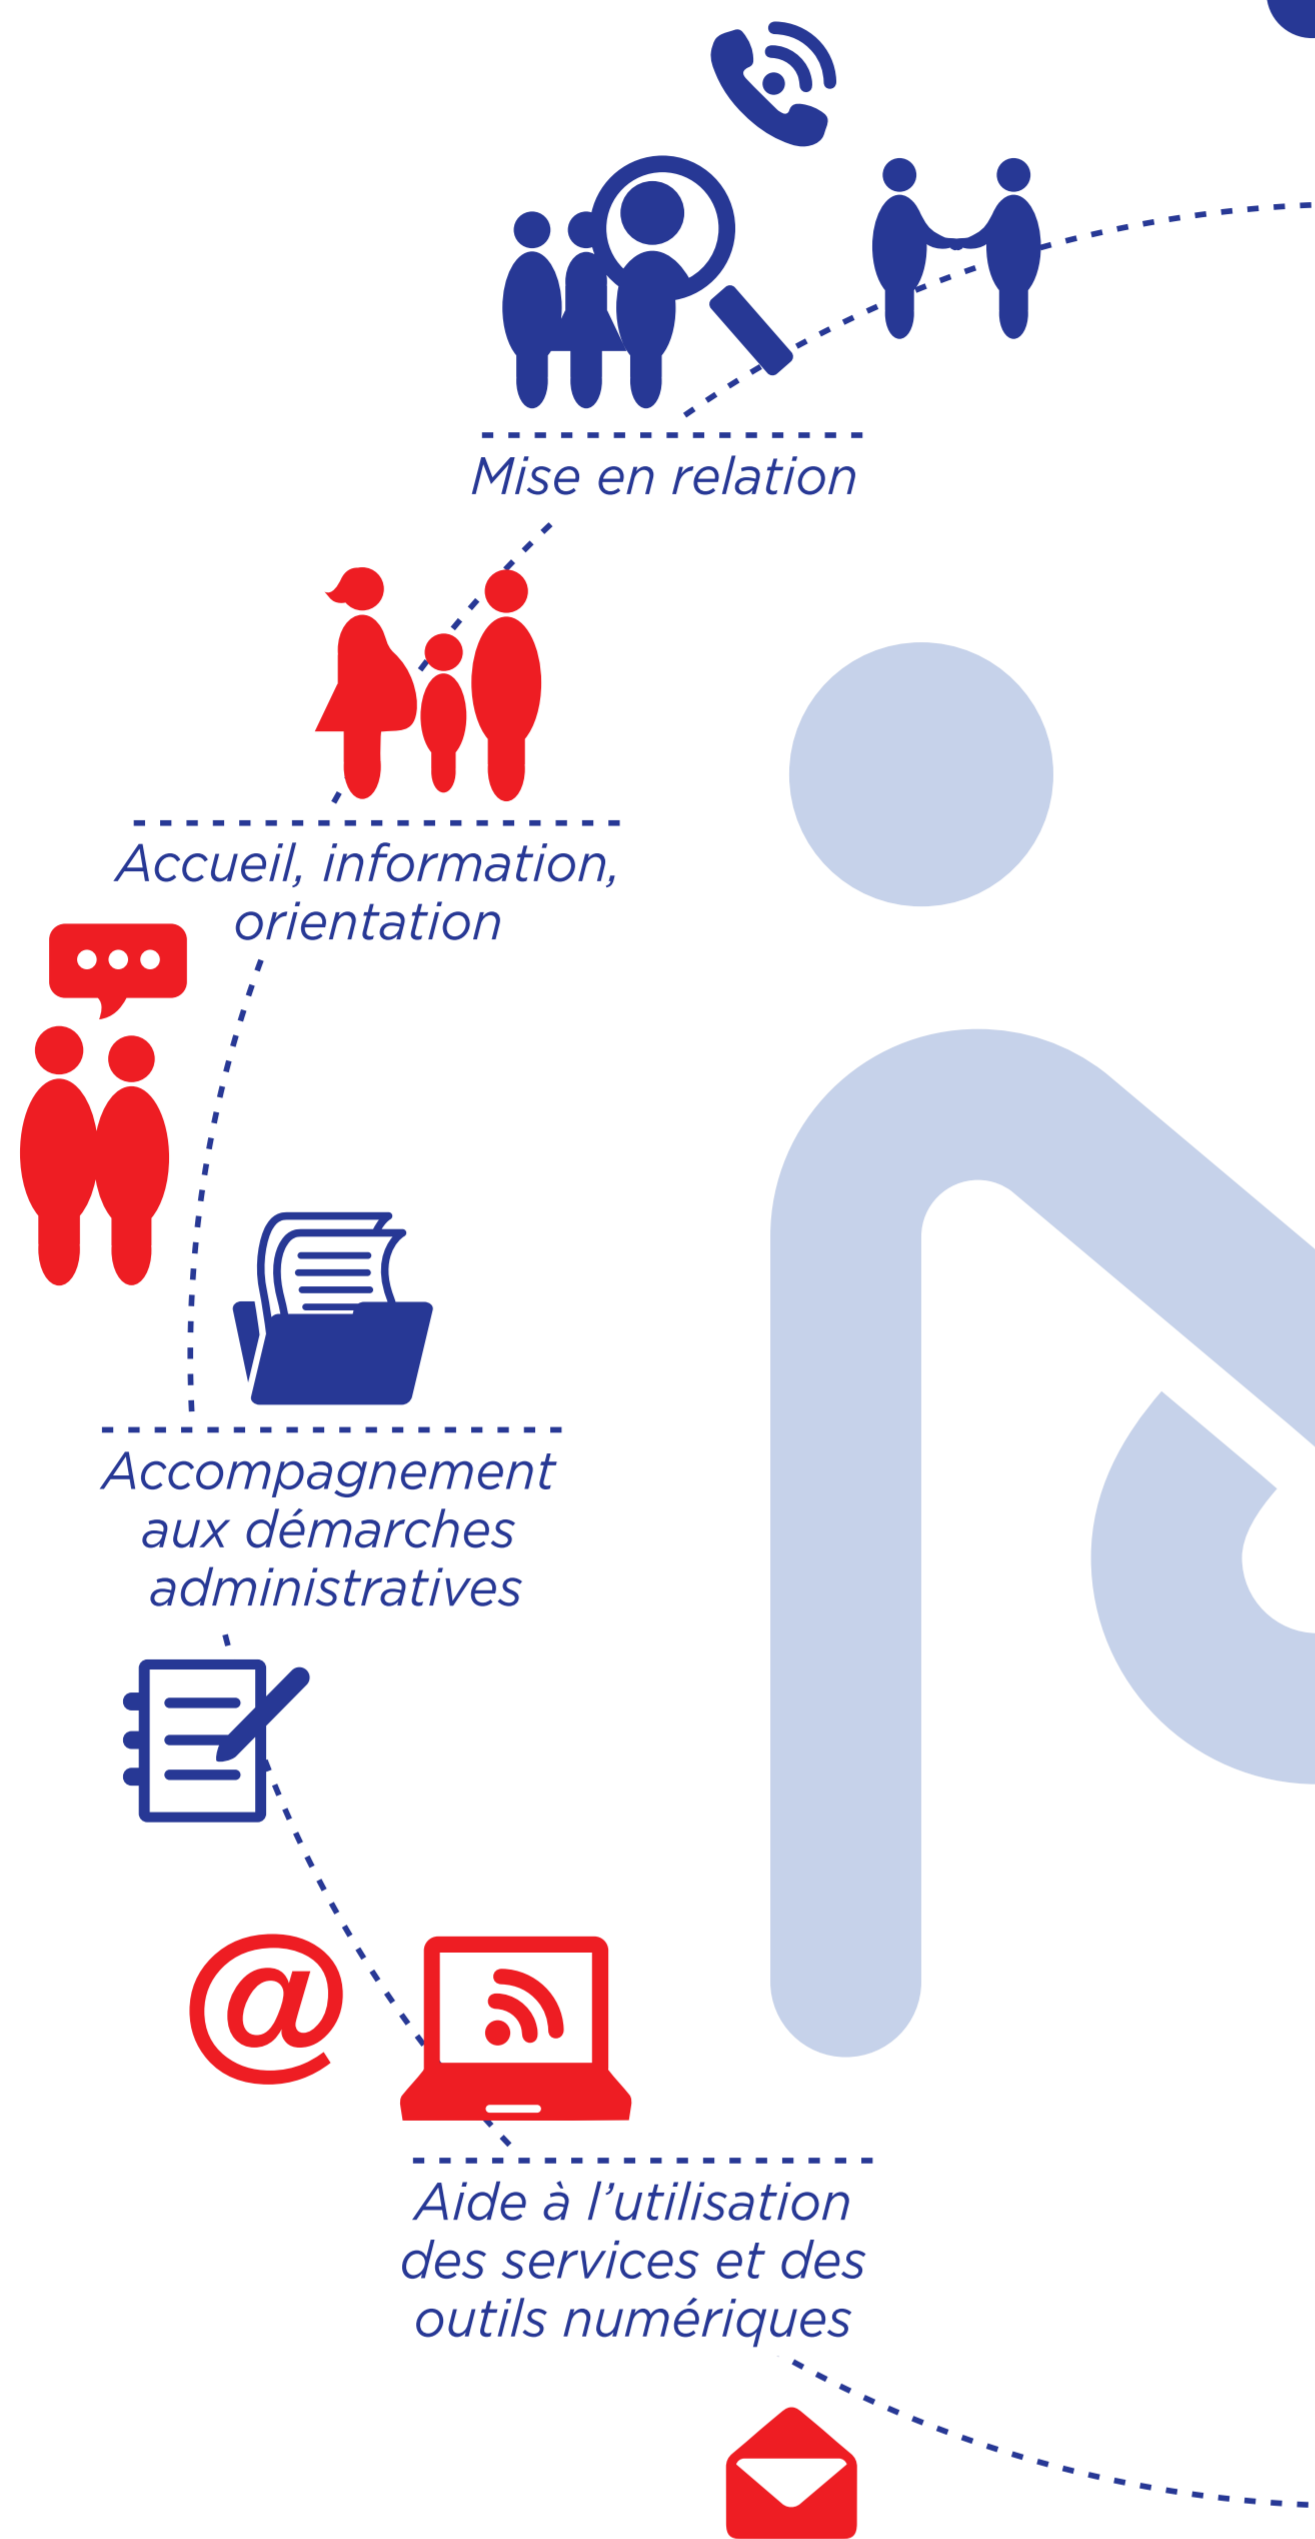 Mise en relation
Accueil, information,
orientation
Accompagnement
aux démarches
administratives
@
Aide à l’utilisation
des services et des
outils numériques